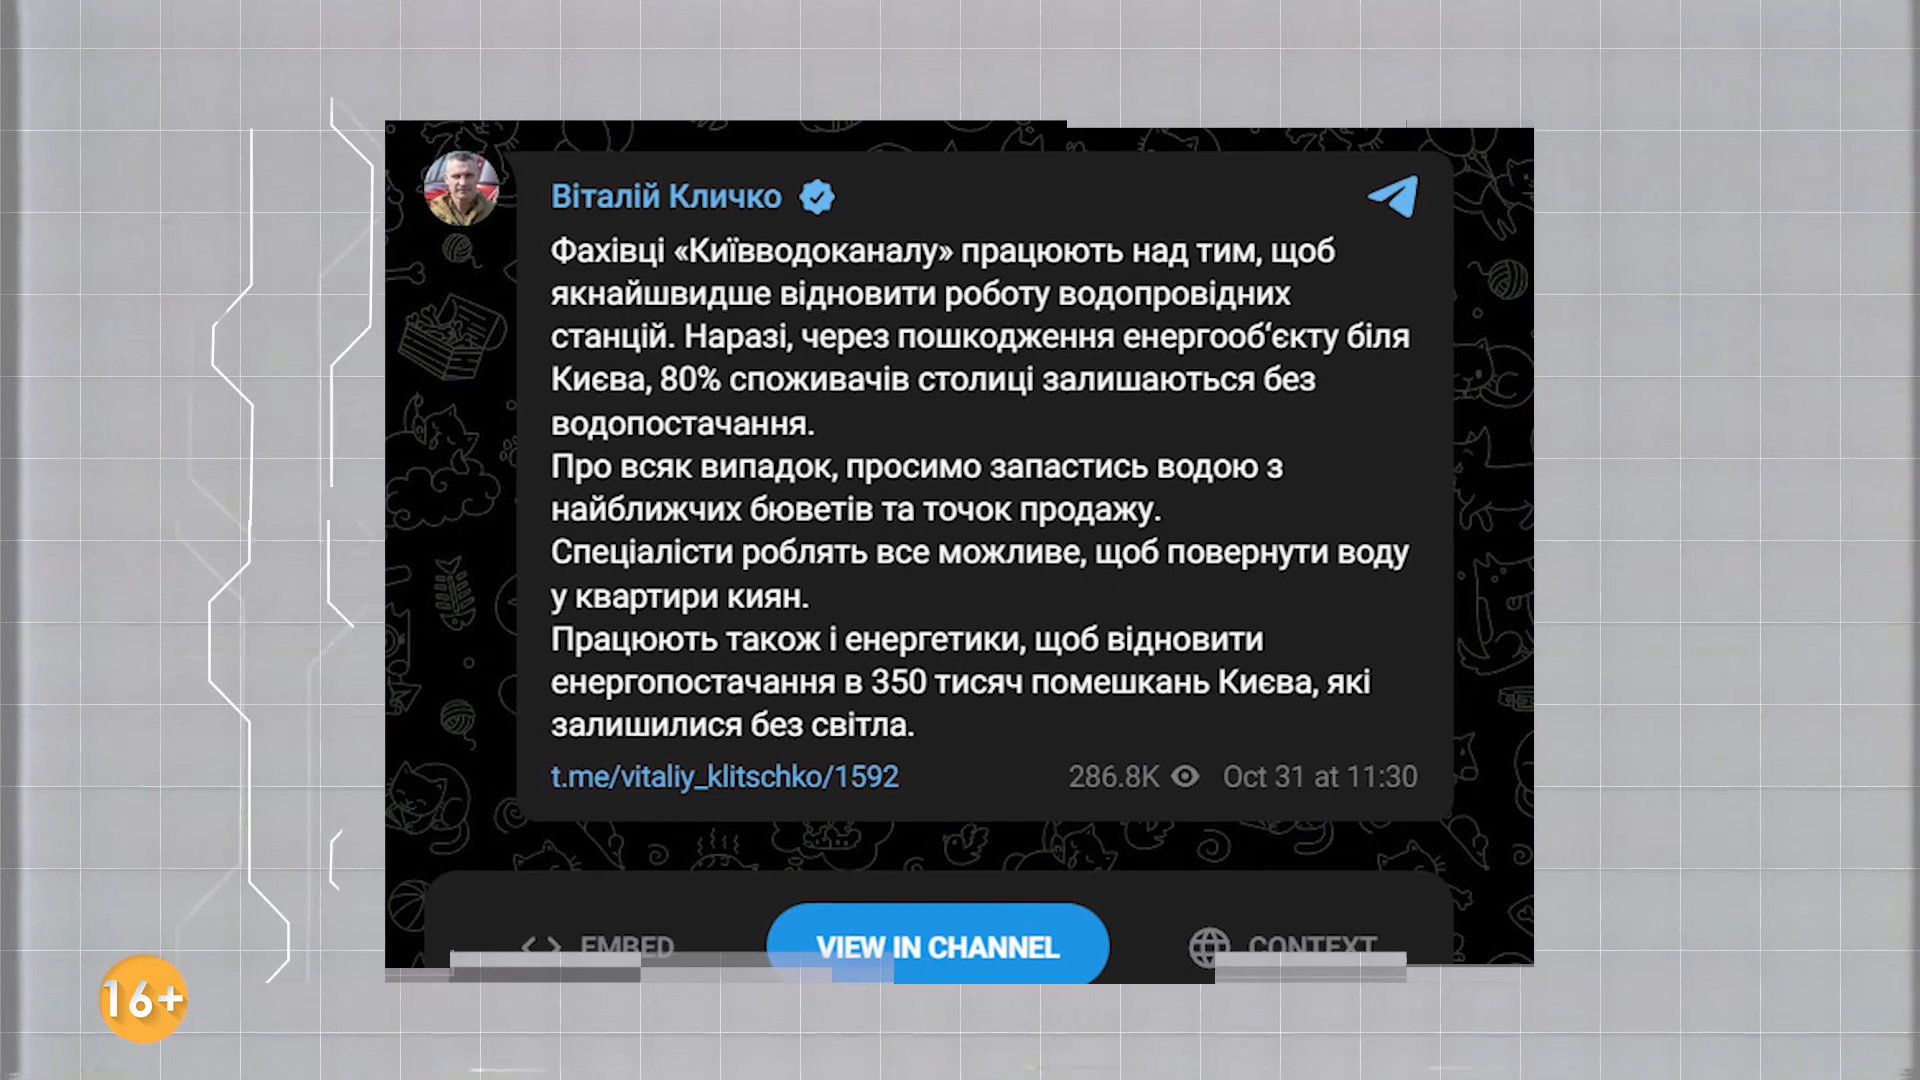 Віталій Кличко
Фахівці «Київводоканалу» працюють над тим, щоб
якнайшвидше відновити роботу водопровідних
станцій. Наразі, через пошкодження енергооб‘єкту біля
Києва, 80% споживачів столиці залишаються без
водопостачання.
Про всяк випадок, просимо запастись водою з
найближчих бюветів та точок продажу.
Спеціалісти роблять все можливе, щоб повернути воду
у квартири киян.
Працюють також і енергетики, щоб відновити
енергопостачання в 350 тисяч помешкань Києва, які
залишилися без світла.
t.me/vitaliy_klitschko/1592 286.8K Oct 31 at 11:30
EMBED VIEW IN CHANNEL CONTEXT
16+